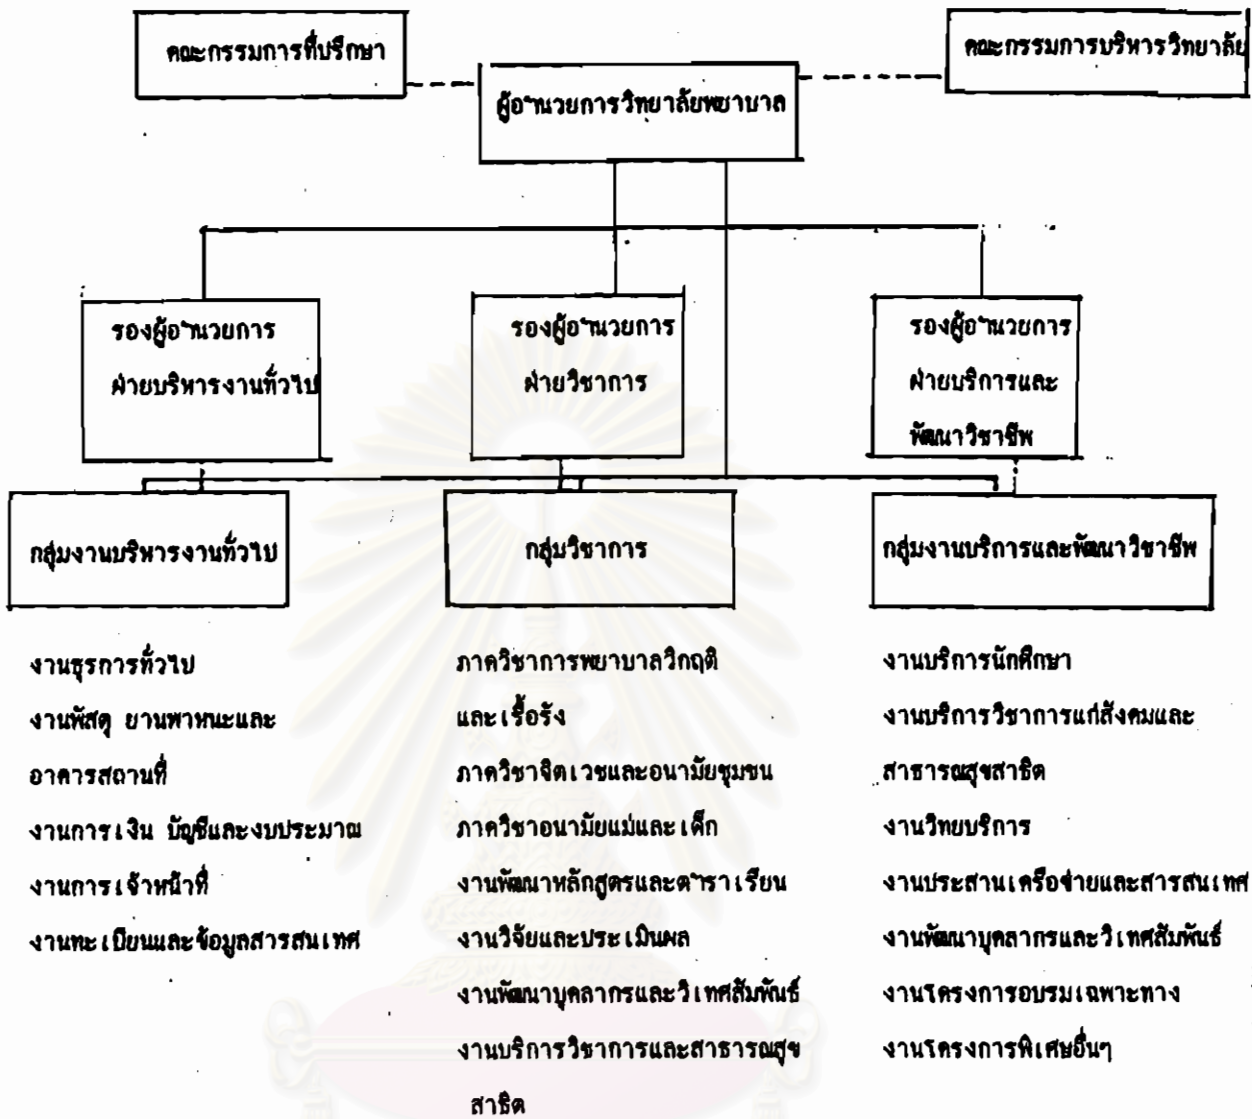 คณะกรรมการที่ปรึกษา
คณะกรรมการบริหารวิทยาลัย
ผู้อำนวยการวิทยาลัยพยาบาล
รองผู้อำนวยการ
ฝ่ายบริหารงานทั่วไป
รองผู้อำนวยการ
ฝ่ายวิชาการ
รองผู้อำนวยการ
ฝ่ายบริการและ
พัฒนาวิชาชีพ
กลุ่มงานบริหารงานทั่วไป
กลุ่มวิชาการ
กลุ่มงานบริการและพัฒนาวิชาชีพ
งานธุรการทั่วไป
งานพัสดุ ยานพาหนะและ
อาคารสถานที่
งานการเงิน บัญชีและงบประมาณ
งานการเจ้าหน้าที่
งานทะเบียนและข้อมูลสารสนเทศ
ภาควิชาการพยาบาลวิกฤติ
และเรื้อรัง
ภาควิชาจิตเวชและอนามัยชุมชน
ภาควิชาอนามัยแม่และเด็ก
งานพัฒนาหลักสูตรและตำราเรียน
งานวิจัยและประเมินผล
งานพัฒนาบุคลากรและวิเทศสัมพันธ์
งานบริการวิชาการและสาธารณสุข
สาธิต
งานบริการนักศึกษา
งานบริการวิชาการแก่สังคมและ
สาธารณสุขสาธิต
งานวิทยบริการ
งานประสานเครือข่ายและสารสนเทศ
งานพัฒนาบุคลากรและวิเทศสัมพันธ์
งานโครงการอบรมเฉพาะทาง
งานโครงการพิเศษอื่นๆ